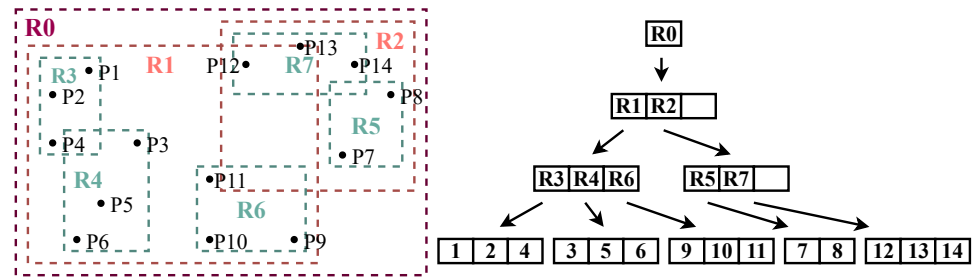 R0
R1
R2
R3
R4
R5
R6
R7
P1
P2
P3
P4
P5
P6
P7
P8
P9
P10
P11
P12
P13
P14
R0
R1 R2
R3 R4 R6
R5 R7
1 2 4
3 5 6
9 10 11
7 8
12 13 14